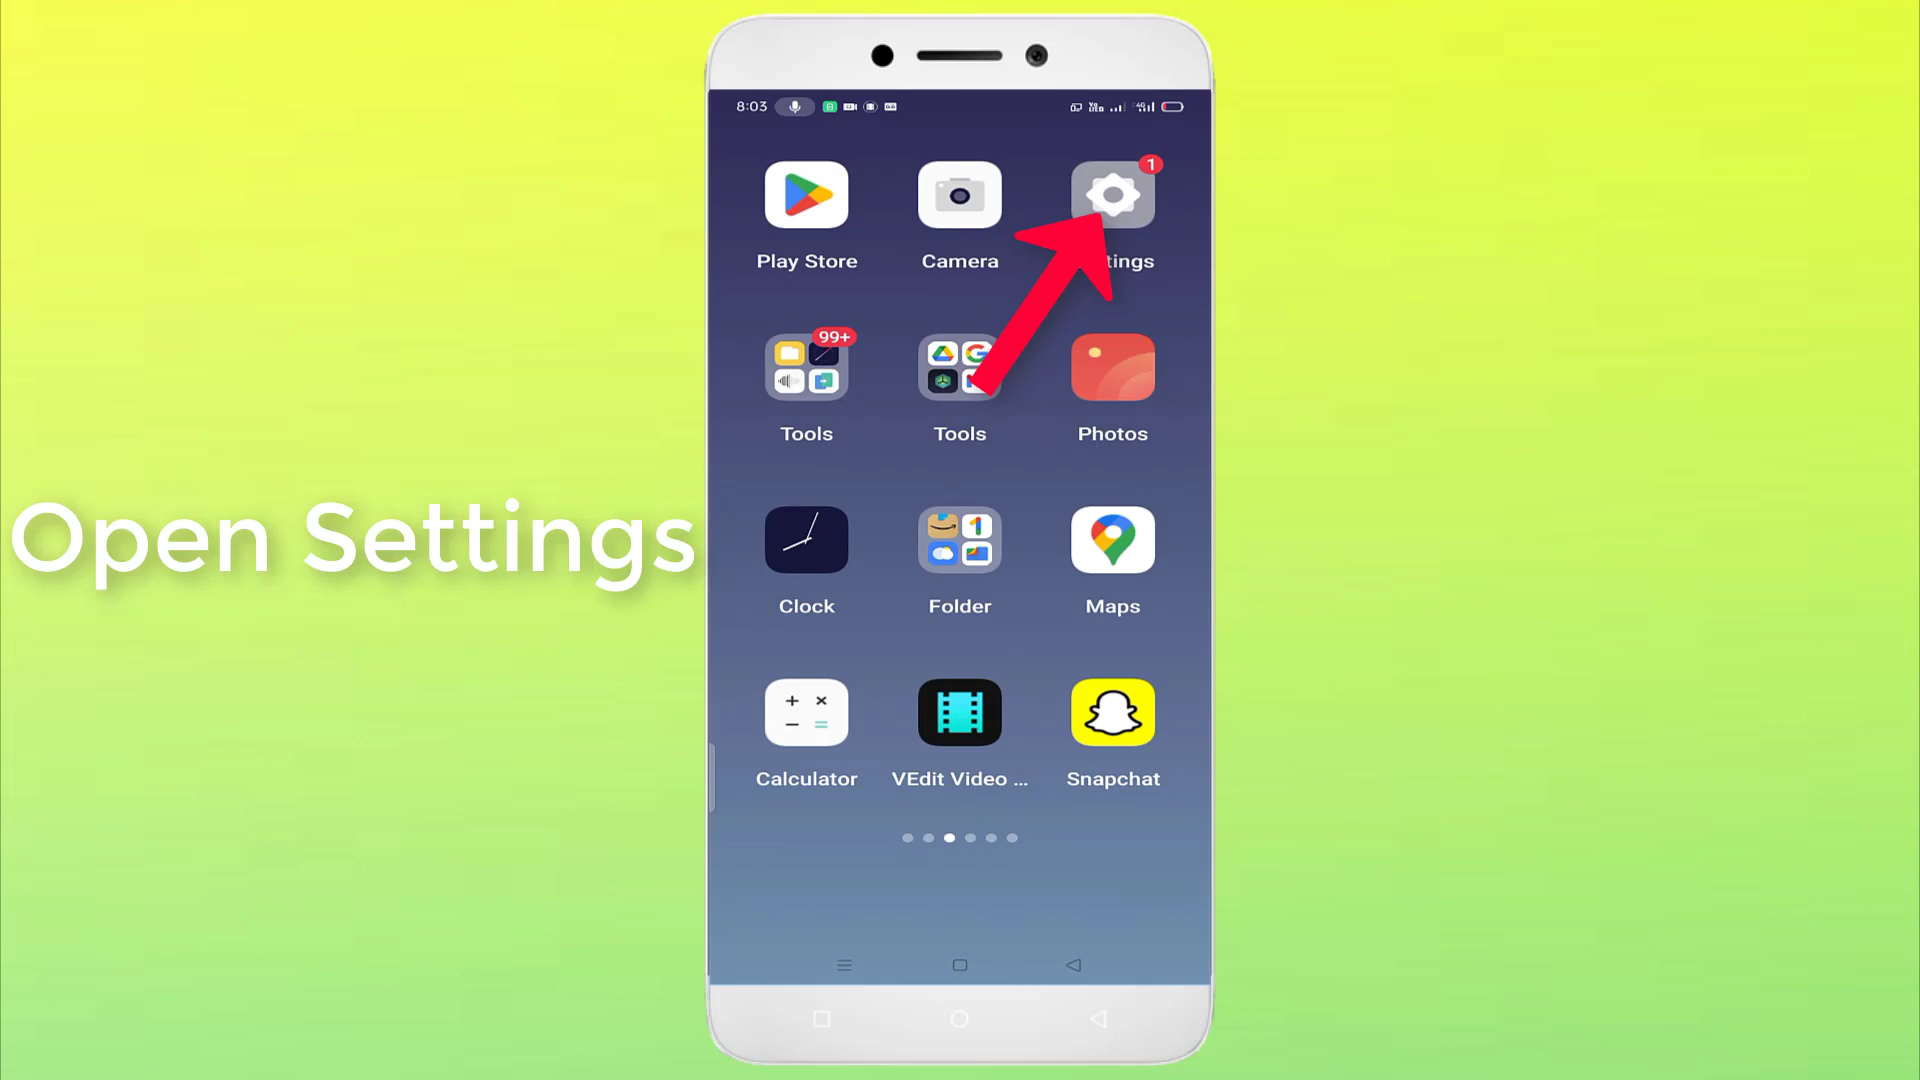 8:03
1
Play Store
Camera
tings
99+
Tools
Tools
Photos
Open Settings
Clock
Folder
Maps
Calculator
VEdit Video ...
Snapchat